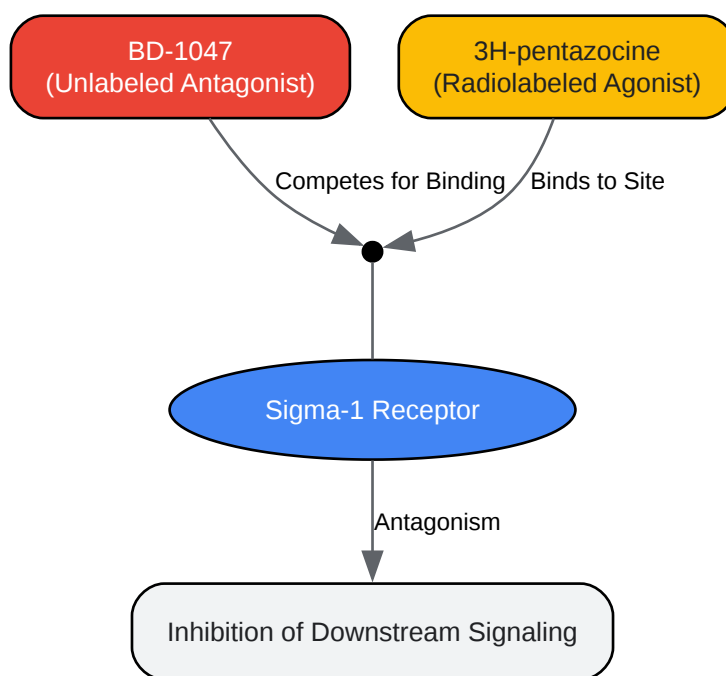 BD-1047
(Unlabeled Antagonist)
3H-pentazocine
(Radiolabeled Agonist)
Competes for Binding
Binds to Site
Sigma-1 Receptor
Antagonism
Inhibition of Downstream Signaling